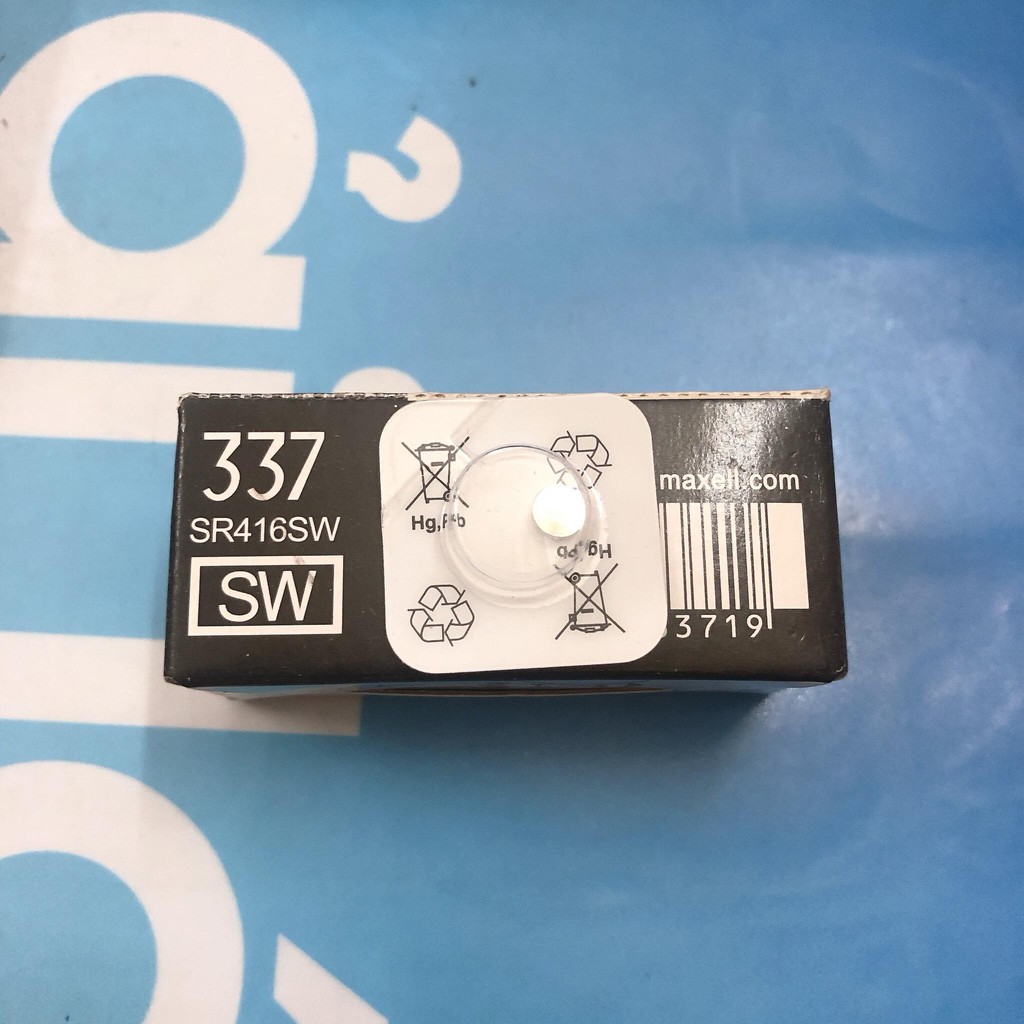 337
SR416SW
SW
Hg,Pb
Hg,Pb
maxell.com
3719